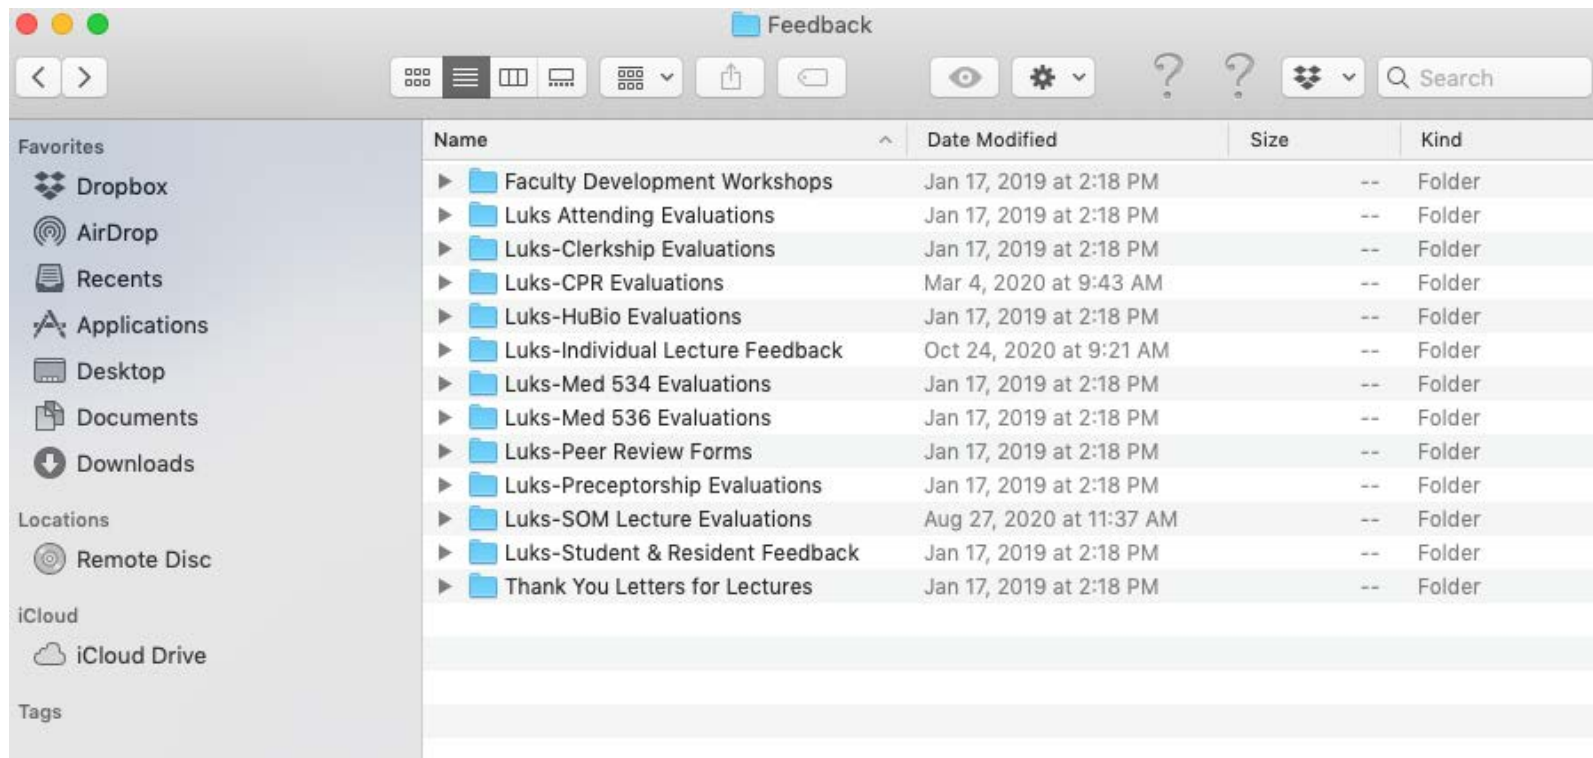 Feedback
Search
Favorites
Dropbox
AirDrop
Recents
Applications
Desktop
Documents
Downloads
Locations
Remote Disc
iCloud
iCloud Drive
Tags
Name Date Modified Size Kind
Faculty Development Workshops Jan 17, 2019 at 2:18 PM -- Folder
Luks Attending Evaluations Jan 17, 2019 at 2:18 PM -- Folder
Luks-Clerkship Evaluations Jan 17, 2019 at 2:18 PM -- Folder
Luks-CPR Evaluations Mar 4, 2020 at 9:43 AM -- Folder
Luks-HuBio Evaluations Jan 17, 2019 at 2:18 PM -- Folder
Luks-Individual Lecture Feedback Oct 24, 2020 at 9:21 AM -- Folder
Luks-Med 534 Evaluations Jan 17, 2019 at 2:18 PM -- Folder
Luks-Med 536 Evaluations Jan 17, 2019 at 2:18 PM -- Folder
Luks-Peer Review Forms Jan 17, 2019 at 2:18 PM -- Folder
Luks-Preceptorship Evaluations Jan 17, 2019 at 2:18 PM -- Folder
Luks-SOM Lecture Evaluations Aug 27, 2020 at 11:37 AM -- Folder
Luks-Student & Resident Feedback Jan 17, 2019 at 2:18 PM -- Folder
Thank You Letters for Lectures Jan 17, 2019 at 2:18 PM -- Folder